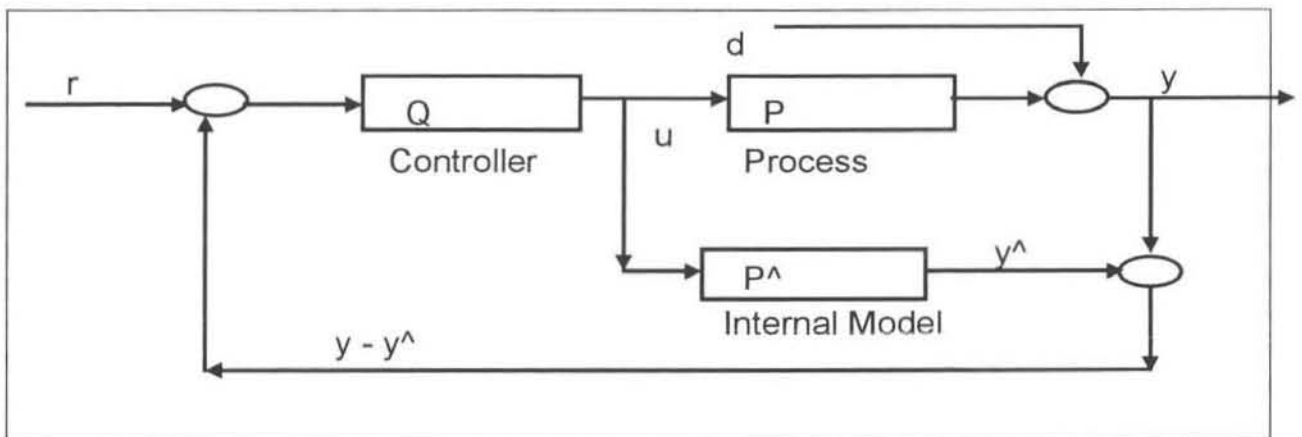 d
r
y
Q
P
u
Controller
Process
y^
P^
Internal Model
y - y^